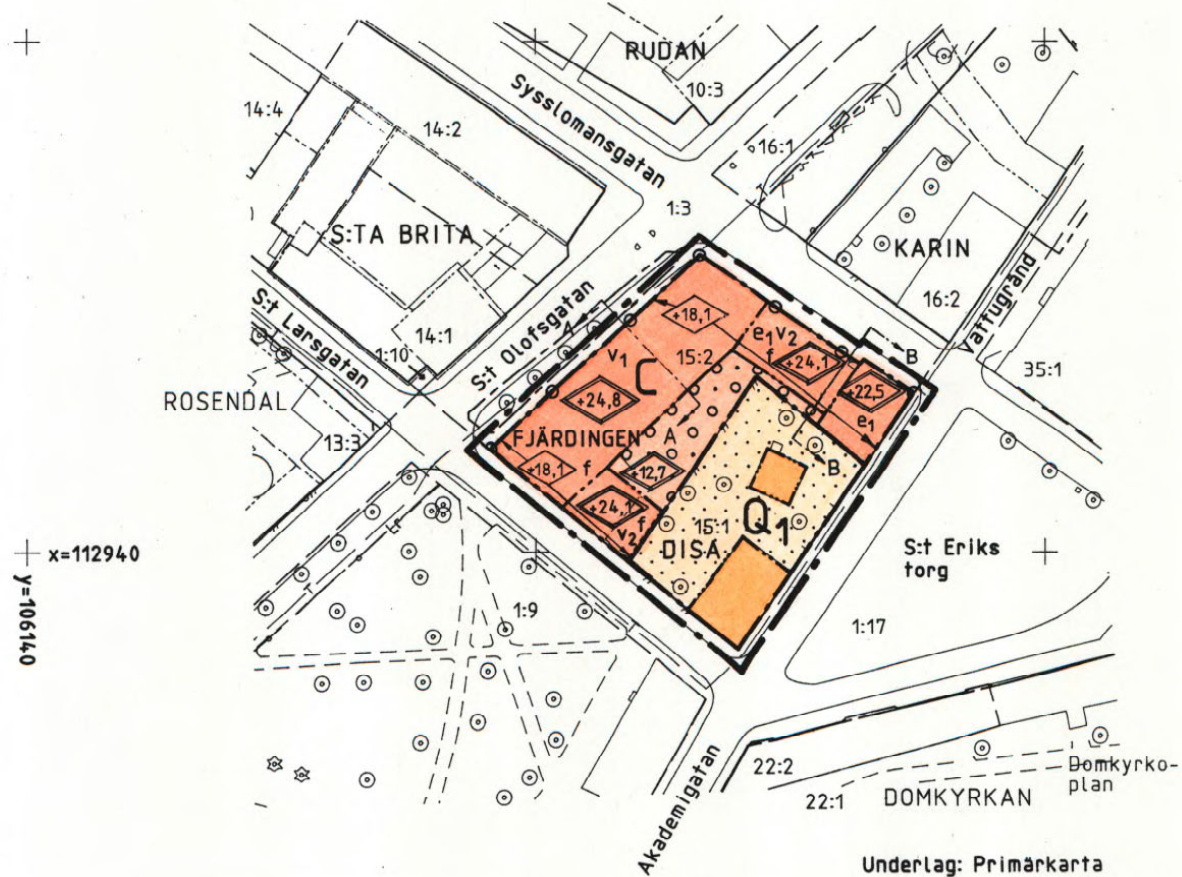 RUDAN
10:3
Sysslomansgatan
14:4
14:2
16:1
1:3
S:TA BRITA
KARIN
16:2
Vattugränd
S:t Larsgatan
S:t Olofsgatan
14:1
1:10
A
+18,1
e1 v2
f
+24,1
B
35:1
v1
C
15:2
+22,5
ROSENDAL
+24,8
e1
13:3
FJÄRDINGEN
A
+18,1
f
+12,7
B
+24,1
f
v2
15:1
Q1
DISA
S:t Eriks
torg
x=112940
y=106140
1:9
1:17
Akademigatan
22:2
22:1
DOMKYRKAN
Domkyrko-
plan
Underlag: Primärkarta